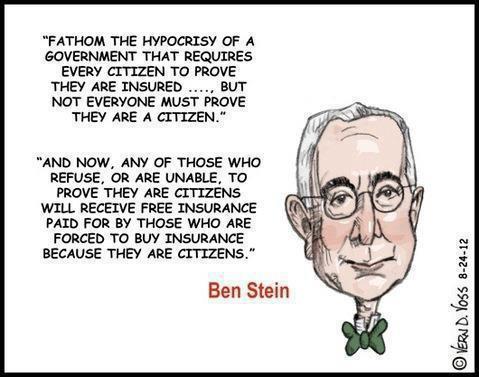 "FATHOM THE HYPOCRISY OF A
GOVERNMENT THAT REQUIRES
EVERY CITIZEN TO PROVE
THEY ARE INSURED ...., BUT
NOT EVERYONE MUST PROVE
THEY ARE A CITIZEN."
"AND NOW, ANY OF THOSE WHO
REFUSE, OR ARE UNABLE, TO
PROVE THEY ARE CITIZENS
WILL RECEIVE FREE INSURANCE
PAID FOR BY THOSE WHO ARE
FORCED TO BUY INSURANCE
BECAUSE THEY ARE CITIZENS."
Ben Stein
© VERN D. VOSS 8-24-12